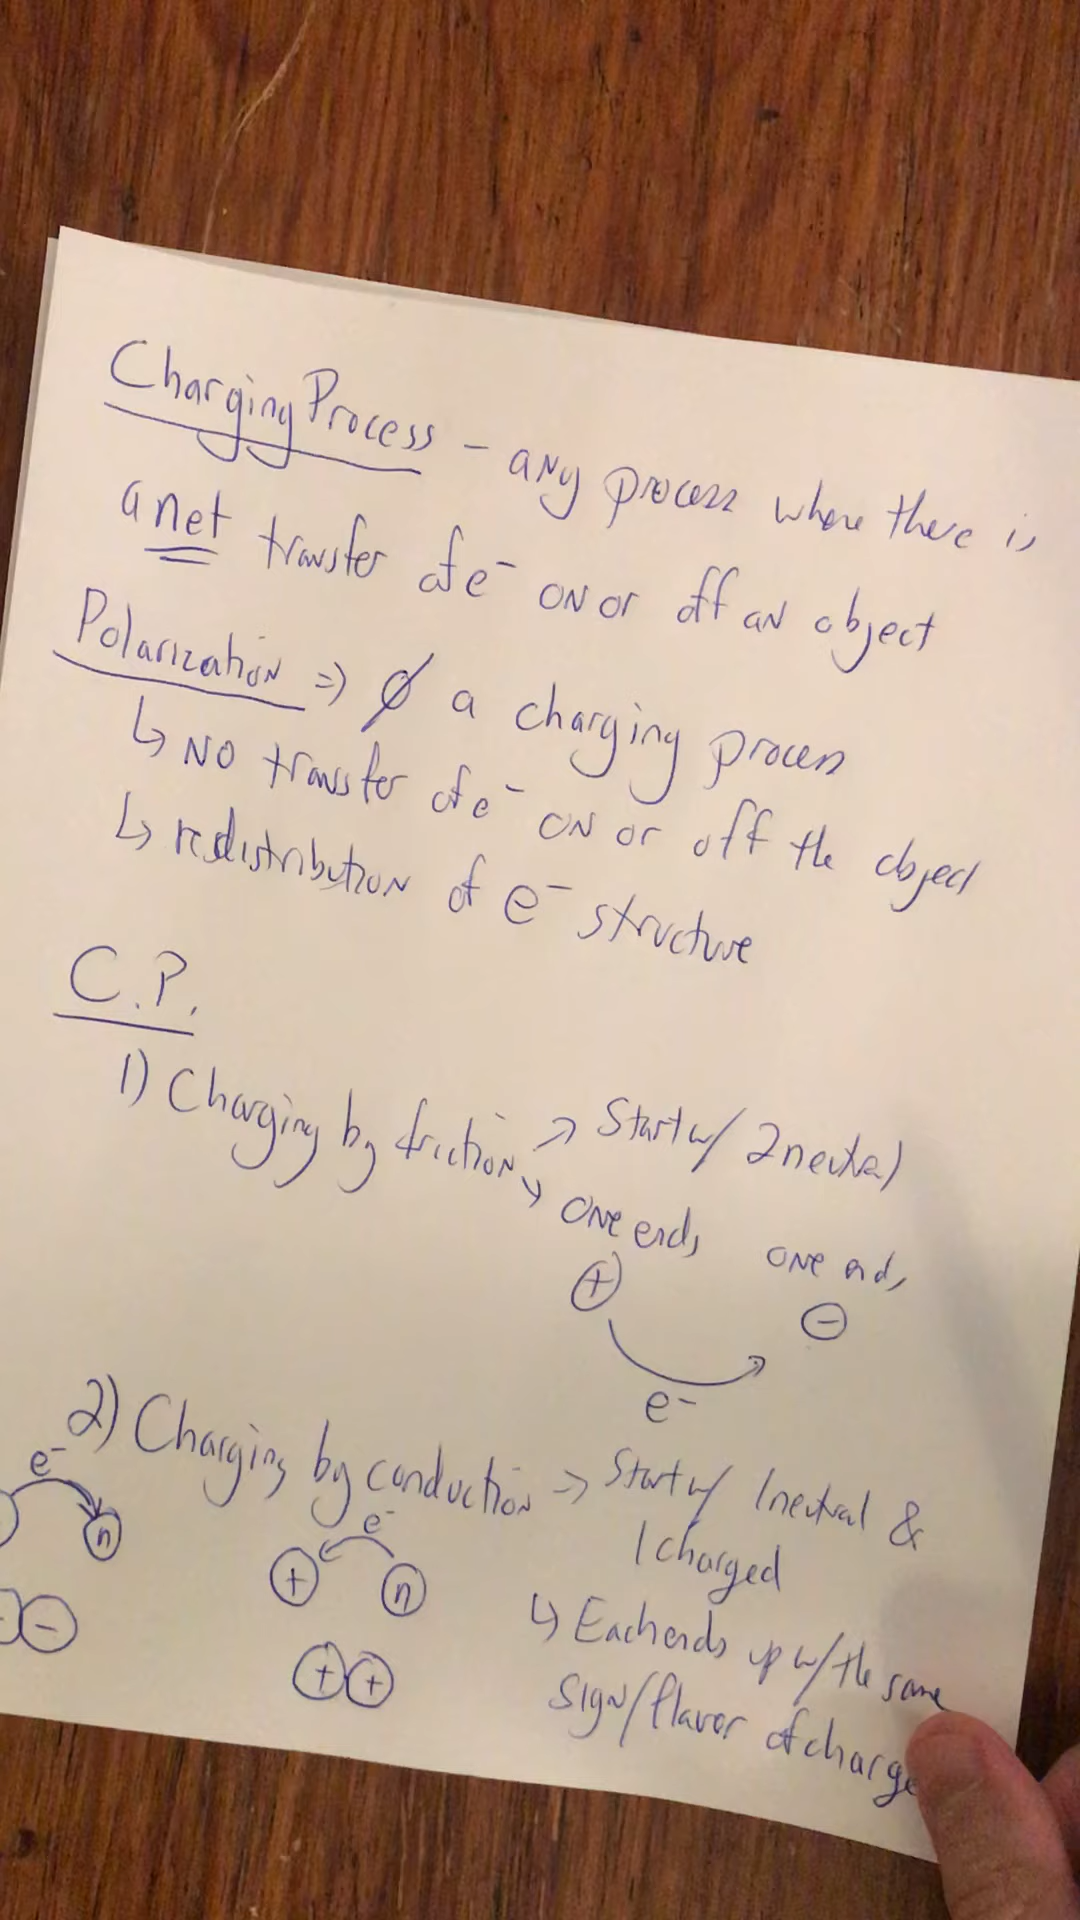 Charging Process - any process where there is
a net transfer of e⁻ on or off an object
Polarization ⇒ ∅ a charging process
↳ No transfer of e⁻ on or off the object
↳ redistribution of e⁻ structure
C.P.
1) Charging by friction → Start w/ 2 neutral
→ one ends one ends
+ -
e⁻
2) Charging by conduction → Start w/ 1 neutral &
1 charged
e⁻
n
e⁻
+ n
-
+ +
↳ Each ends up w/ the same
sign/flavor of charge